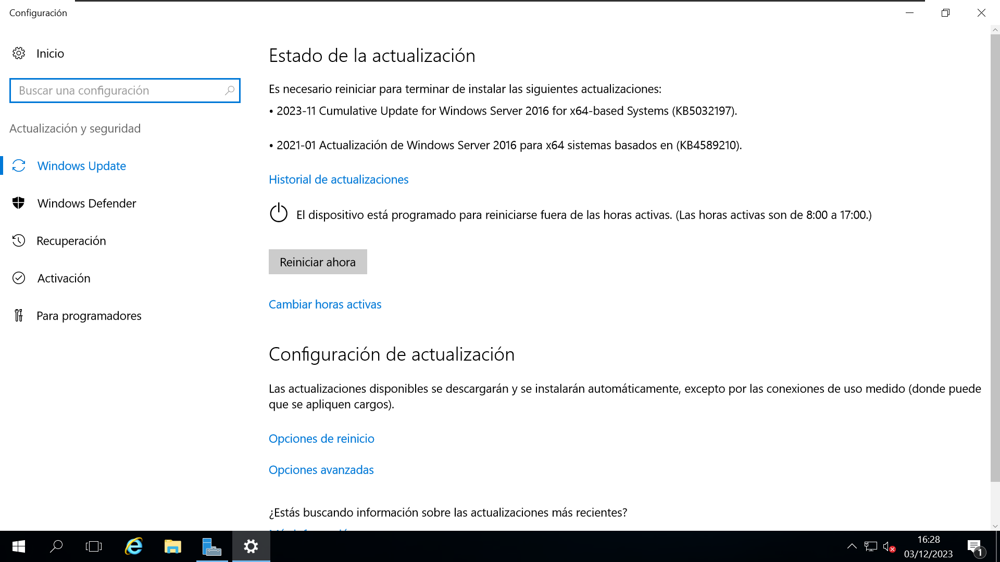 Configuración
Inicio
Buscar una configuración
Actualización y seguridad
Windows Update
Windows Defender
Recuperación
Activación
Para programadores
Estado de la actualización
Es necesario reiniciar para terminar de instalar las siguientes actualizaciones:
• 2023-11 Cumulative Update for Windows Server 2016 for x64-based Systems (KB5032197).
• 2021-01 Actualización de Windows Server 2016 para x64 sistemas basados en (KB4589210).
Historial de actualizaciones
El dispositivo está programado para reiniciarse fuera de las horas activas. (Las horas activas son de 8:00 a 17:00.)
Reiniciar ahora
Cambiar horas activas
Configuración de actualización
Las actualizaciones disponibles se descargarán y se instalarán automáticamente, excepto por las conexiones de uso medido (donde puede
que se apliquen cargos).
Opciones de reinicio
Opciones avanzadas
¿Estás buscando información sobre las actualizaciones más recientes?
16:28
03/12/2023
1